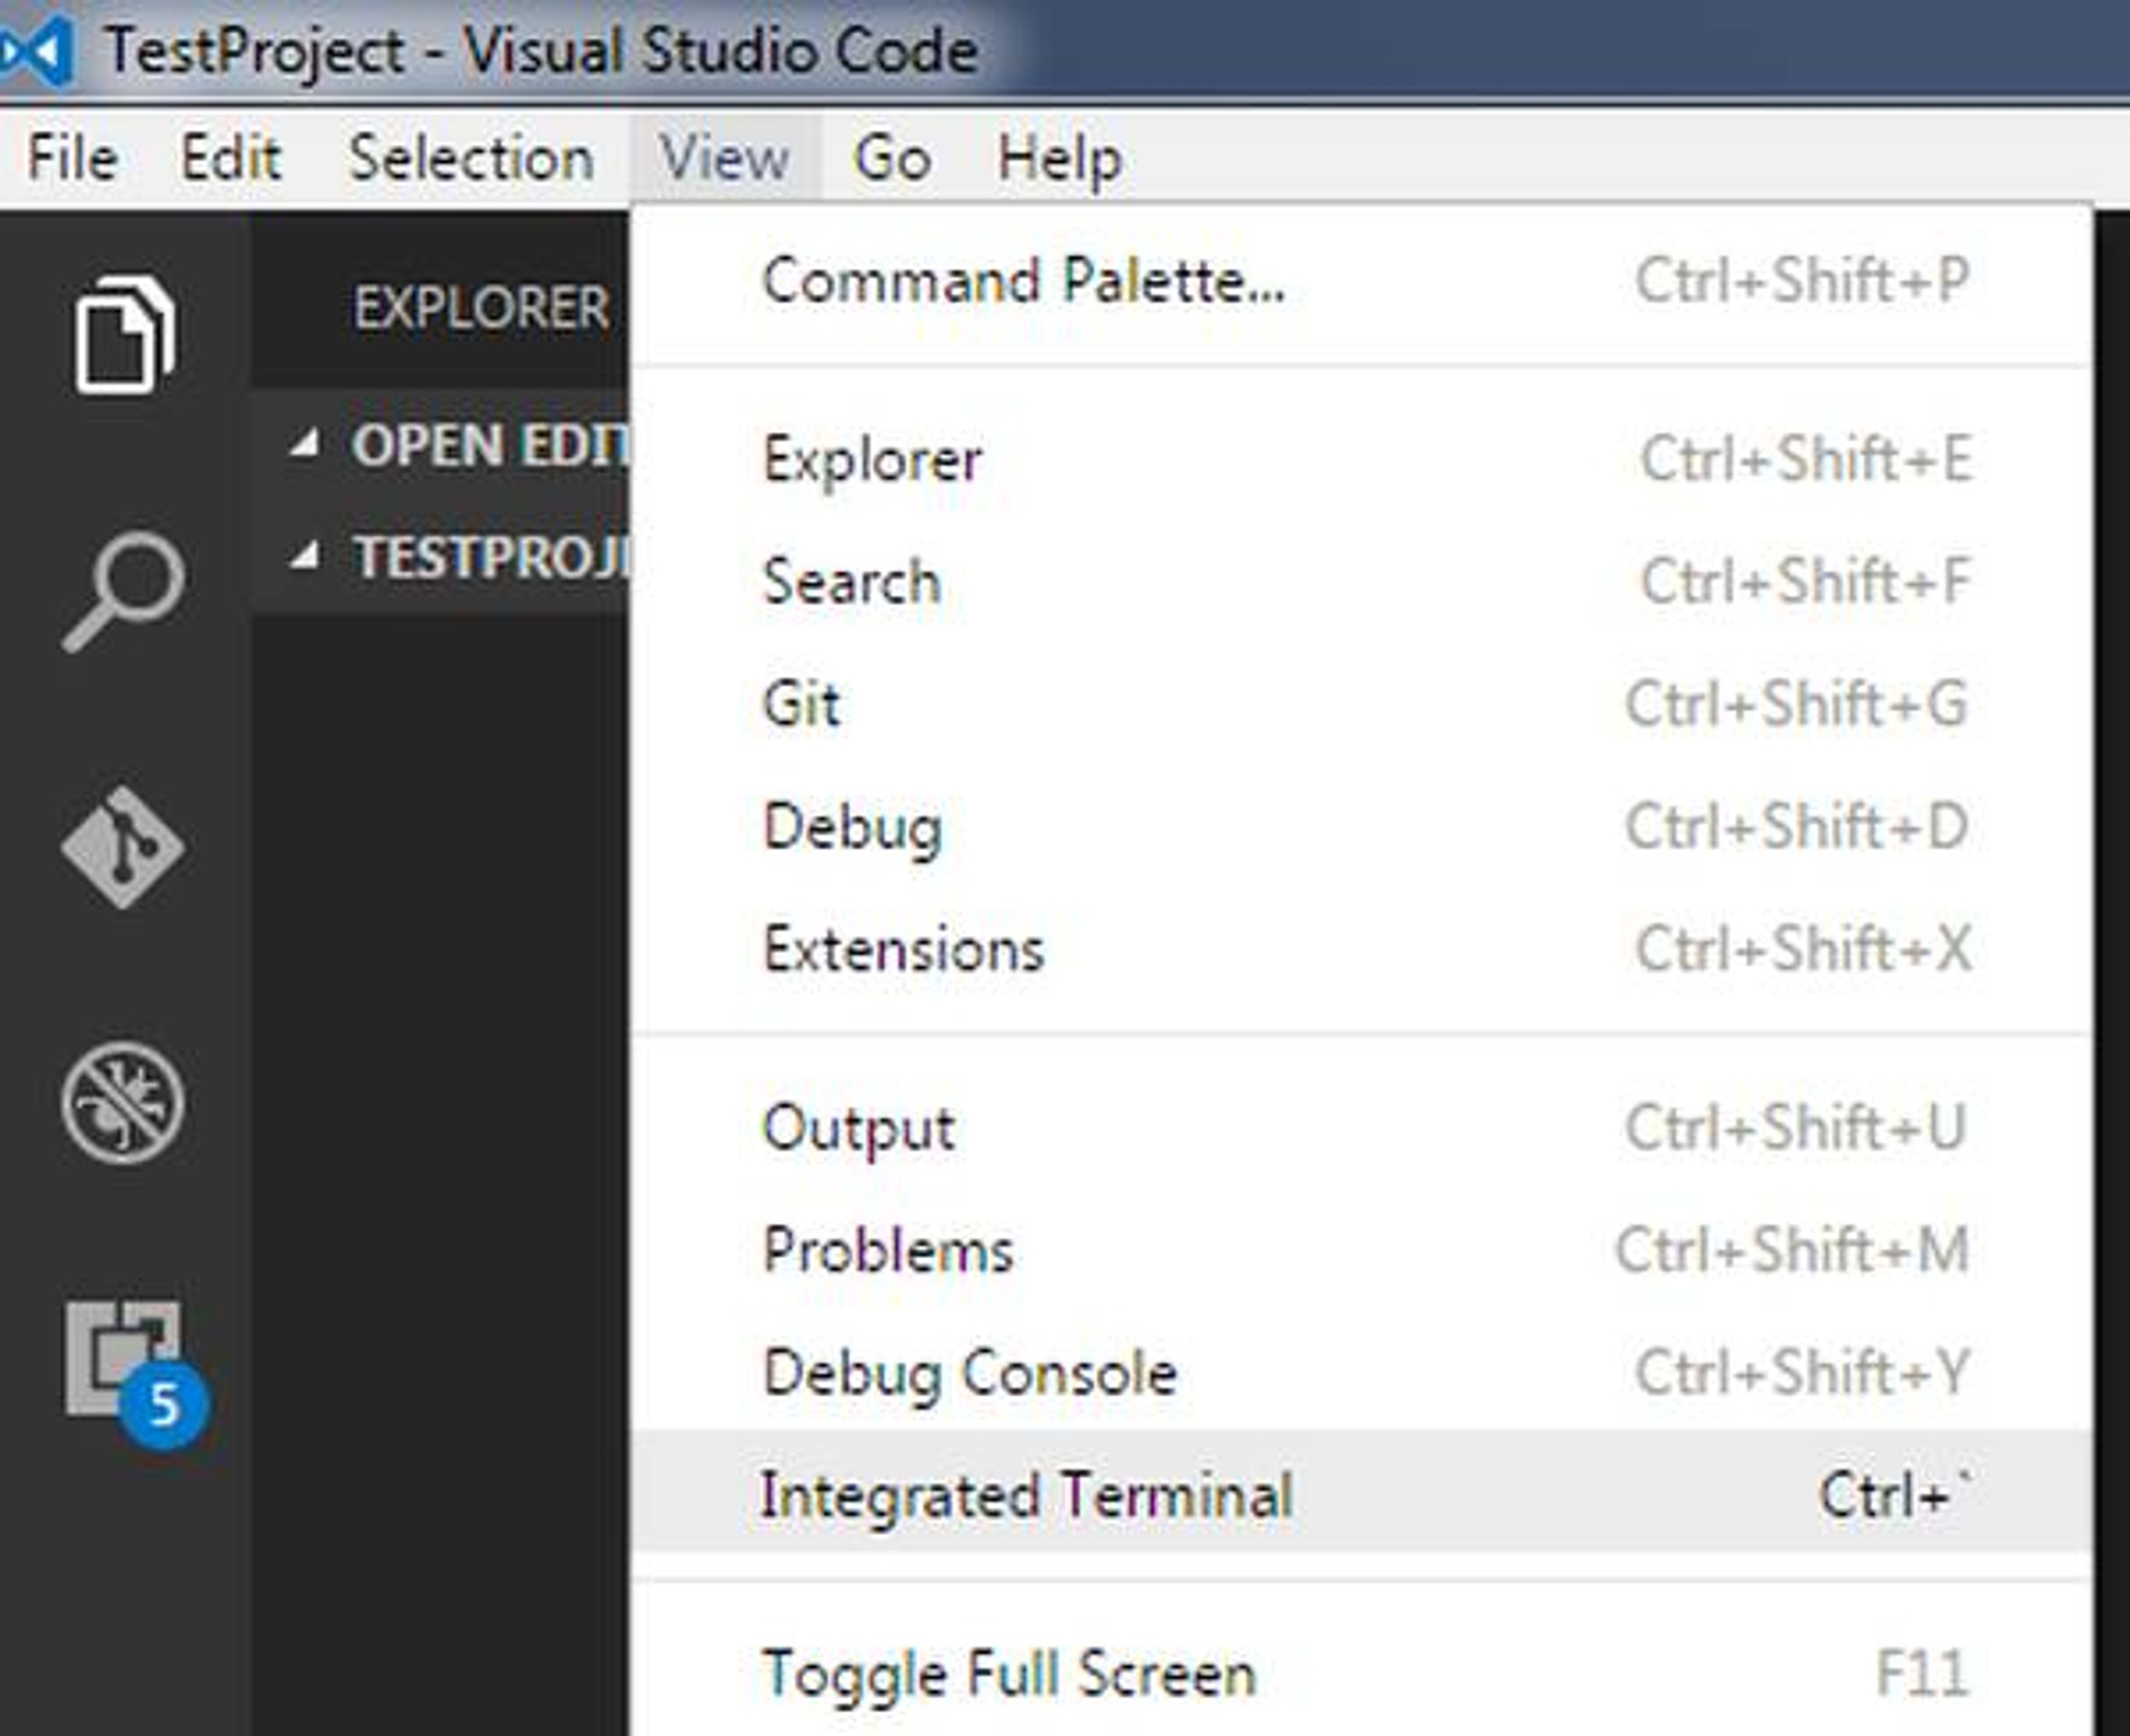 TestProject - Visual Studio Code
File Edit Selection View Go Help
EXPLORER
OPEN
Command Palette... Ctrl+Shift+P
Explorer Ctrl+Shift+E
Search Ctrl+Shift+F
Git Ctrl+Shift+G
Debug Ctrl+Shift+D
Extensions Ctrl+Shift+X
Output Ctrl+Shift+U
Problems Ctrl+Shift+M
Debug Console Ctrl+Shift+Y
Integrated Terminal Ctrl+`
Toggle Full Screen F11
5